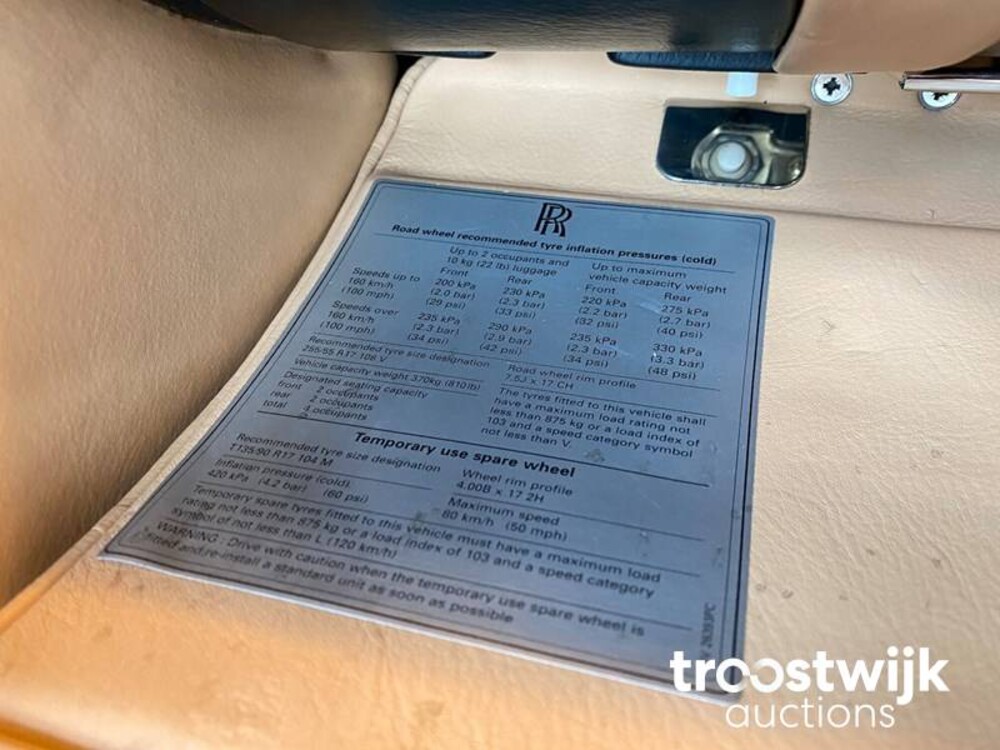 RR
Road wheel recommended tyre inflation pressures (cold)
Up to 2 occupants and
10 kg (22 lb) luggage
Up to maximum
vehicle capacity weight
Front Rear Front Rear
Speeds up to 200 kPa 230 kPa 220 kPa 275 kPa
160 km/h (2.0 bar) (2.3 bar) (2.2 bar) (2.7 bar)
(100 mph) (29 psi) (33 psi) (32 psi) (40 psi)
Speeds over 235 kPa 290 kPa 235 kPa 330 kPa
160 km/h (2.3 bar) (2.9 bar) (2.3 bar) (3.3 bar)
(100 mph) (34 psi) (42 psi) (34 psi) (48 psi)
Recommended tyre size designation
255/55 R17 106 V
Road wheel rim profile
7.5J x 17 CH
Vehicle capacity weight 370kg (810lb)
Designated seating capacity
front 2 occupants
rear 2 occupants
total 4 occupants
The tyres fitted to this vehicle shall
have a maximum load rating not
less than 875 kg or a load index of
103 and a speed category symbol
not less than V.
Temporary use spare wheel
Recommended tyre size designation
T135/90 R17 104 M
Wheel rim profile
4.00B x 17 2H
Inflation pressure (cold)
420 kPa (4.2 bar) (60 psi)
Maximum speed
80 km/h (50 mph)
Temporary spare tyres fitted to this vehicle must have a maximum load
rating not less than 875 kg or a load index of 103 and a speed category
symbol of not less than L (120 km/h)
WARNING : Drive with caution when the temporary use spare wheel is
fitted and re-install a standard unit as soon as possible
troostwijk
auctions